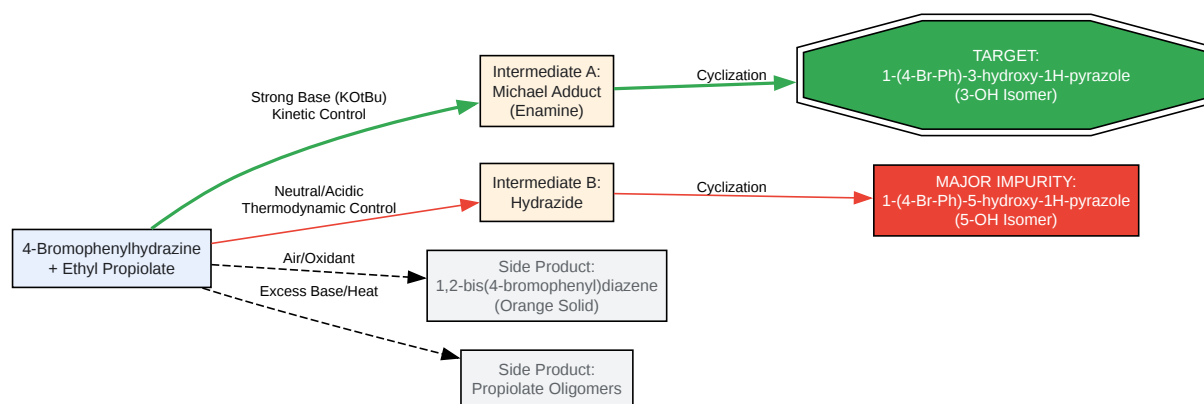 4-Bromophenylhydrazine
+ Ethyl Propiolate
Strong Base (KOtBu)
Kinetic Control
Intermediate A:
Michael Adduct
(Enamine)
Cyclization
TARGET:
1-(4-Br-Ph)-3-hydroxy-1H-pyrazole
(3-OH Isomer)
Neutral/Acidic
Thermodynamic Control
Intermediate B:
Hydrazide
Cyclization
MAJOR IMPURITY:
1-(4-Br-Ph)-5-hydroxy-1H-pyrazole
(5-OH Isomer)
Air/Oxidant
Side Product:
1,2-bis(4-bromophenyl)diazene
(Orange Solid)
Excess Base/Heat
Side Product:
Propiolate Oligomers